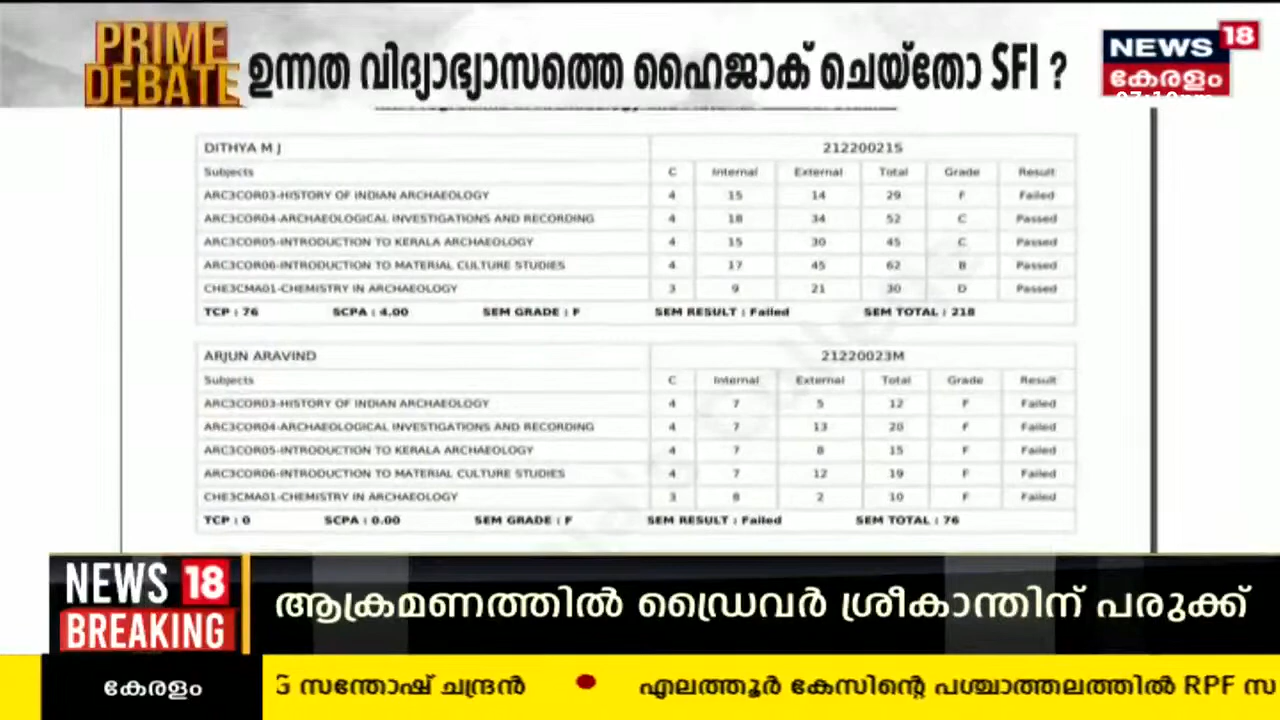 PRIME
DEBATE
ഉന്നത വിദ്യാഭ്യാസത്തെ ഹൈജാക് ചെയ്തോ SFI ?
NEWS 18
കേരളം
DITHYA M J 21220021S
Subjects C Internal External Total Grade Result
ARC3COR03-HISTORY OF INDIAN ARCHAEOLOGY 4 15 14 29 F Failed
ARC3COR04-ARCHAEOLOGICAL INVESTIGATIONS AND RECORDING 4 18 34 52 C Passed
ARC3COR05-INTRODUCTION TO KERALA ARCHAEOLOGY 4 15 30 45 C Passed
ARC3COR06-INTRODUCTION TO MATERIAL CULTURE STUDIES 4 17 45 62 B Passed
CHE3CMA01-CHEMISTRY IN ARCHAEOLOGY 3 9 21 30 D Passed
TCP : 76 SCPA : 4.00 SEM GRADE : F SEM RESULT : Failed SEM TOTAL : 218
ARJUN ARAVIND 21220023M
Subjects C Internal External Total Grade Result
ARC3COR03-HISTORY OF INDIAN ARCHAEOLOGY 4 7 5 12 F Failed
ARC3COR04-ARCHAEOLOGICAL INVESTIGATIONS AND RECORDING 4 7 13 20 F Failed
ARC3COR05-INTRODUCTION TO KERALA ARCHAEOLOGY 4 7 8 15 F Failed
ARC3COR06-INTRODUCTION TO MATERIAL CULTURE STUDIES 4 7 12 19 F Failed
CHE3CMA01-CHEMISTRY IN ARCHAEOLOGY 3 8 2 10 F Failed
TCP : 0 SCPA : 0.00 SEM GRADE : F SEM RESULT : Failed SEM TOTAL : 76
NEWS 18
BREAKING
ആക്രമണത്തിൽ ഡ്രൈവർ ശ്രീകാന്തിന് പരുക്ക്
കേരളം
G സന്തോഷ് ചന്ദ്രൻ • എലത്തൂർ കേസിന്റെ പശ്ചാത്തലത്തിൽ RPF സ